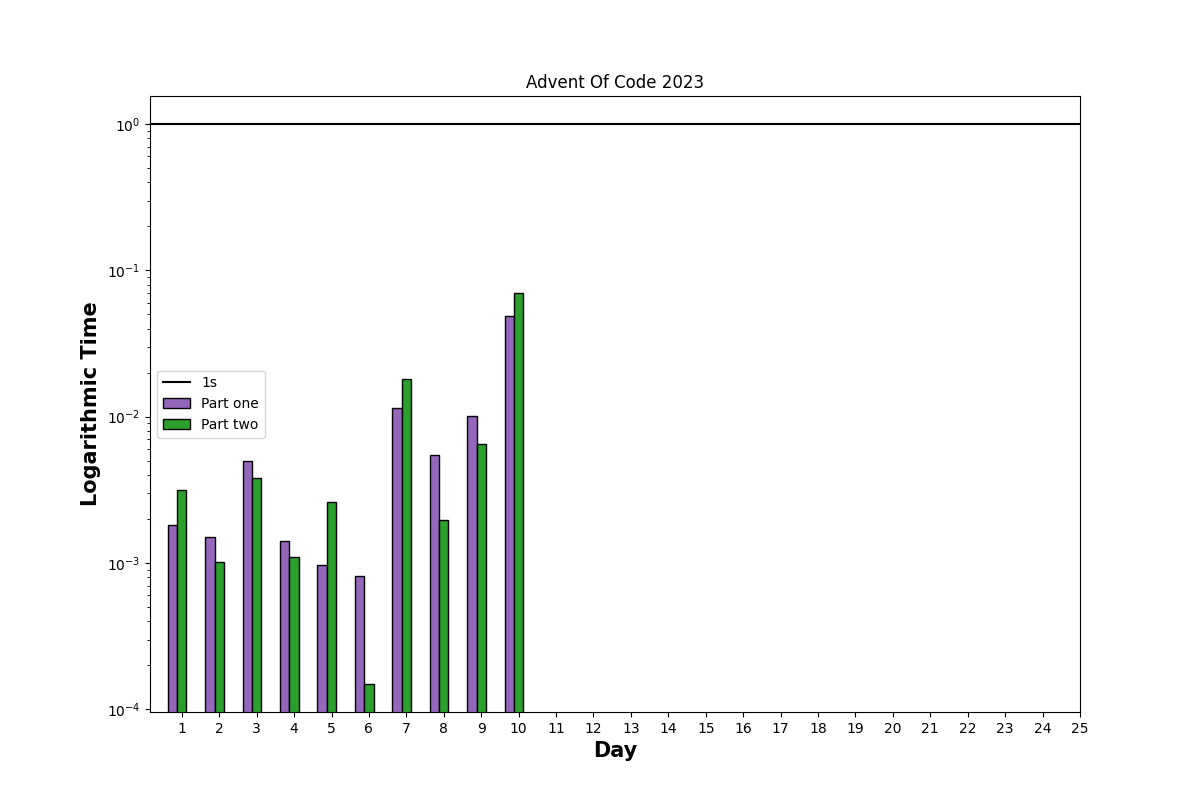 Advent Of Code 2023
10⁰
10⁻¹
10⁻²
10⁻³
10⁻⁴
Logarithmic Time
1s
Part one
Part two
1 2 3 4 5 6 7 8 9 10 11 12 13 14 15 16 17 18 19 20 21 22 23 24 25
Day